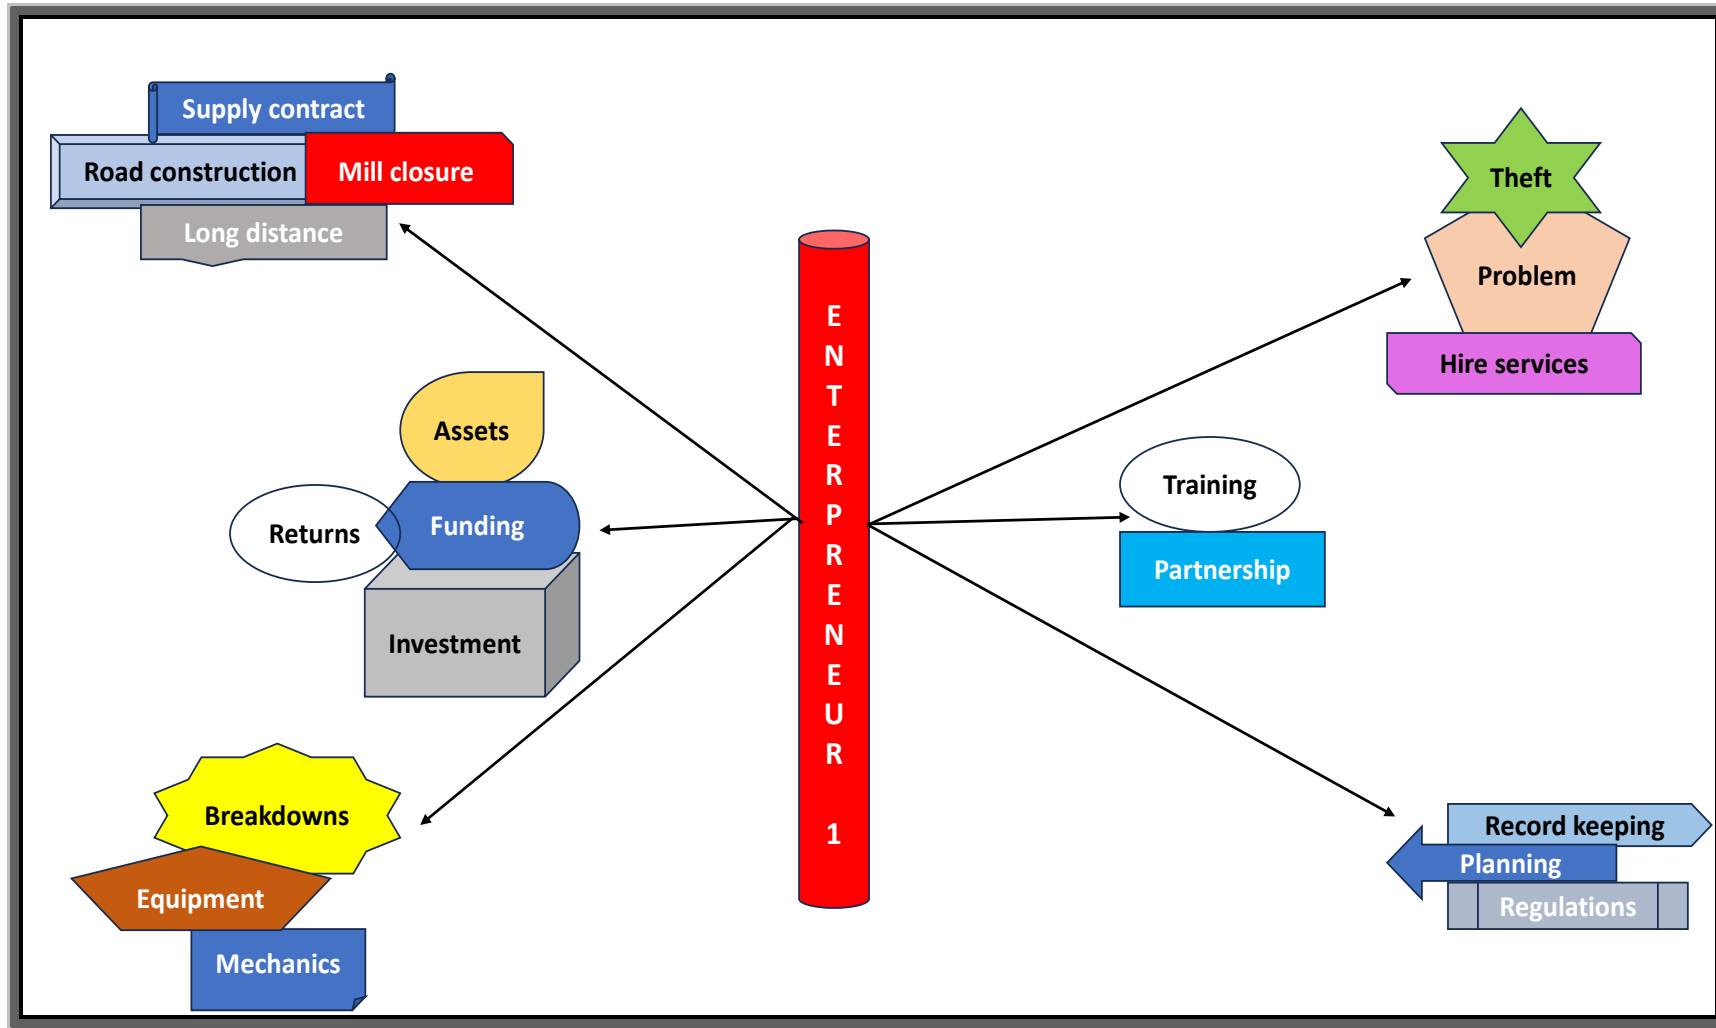 Supply contract
Road construction
Mill closure
Long distance
Assets
Returns
Funding
Investment
Breakdowns
Equipment
Mechanics
E
N
T
E
R
P
R
E
N
E
U
R
1
Theft
Problem
Hire services
Training
Partnership
Record keeping
Planning
Regulations